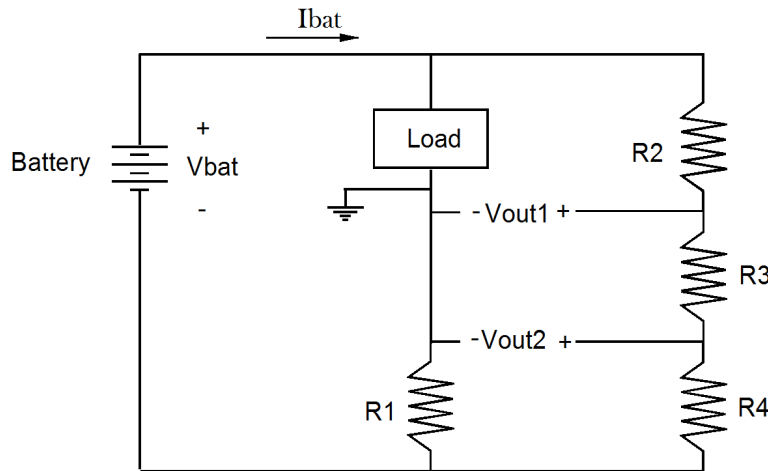 Ibat
+
Battery
Vbat
-
Load
R2
- Vout1 +
R3
-Vout2 +
R1
R4